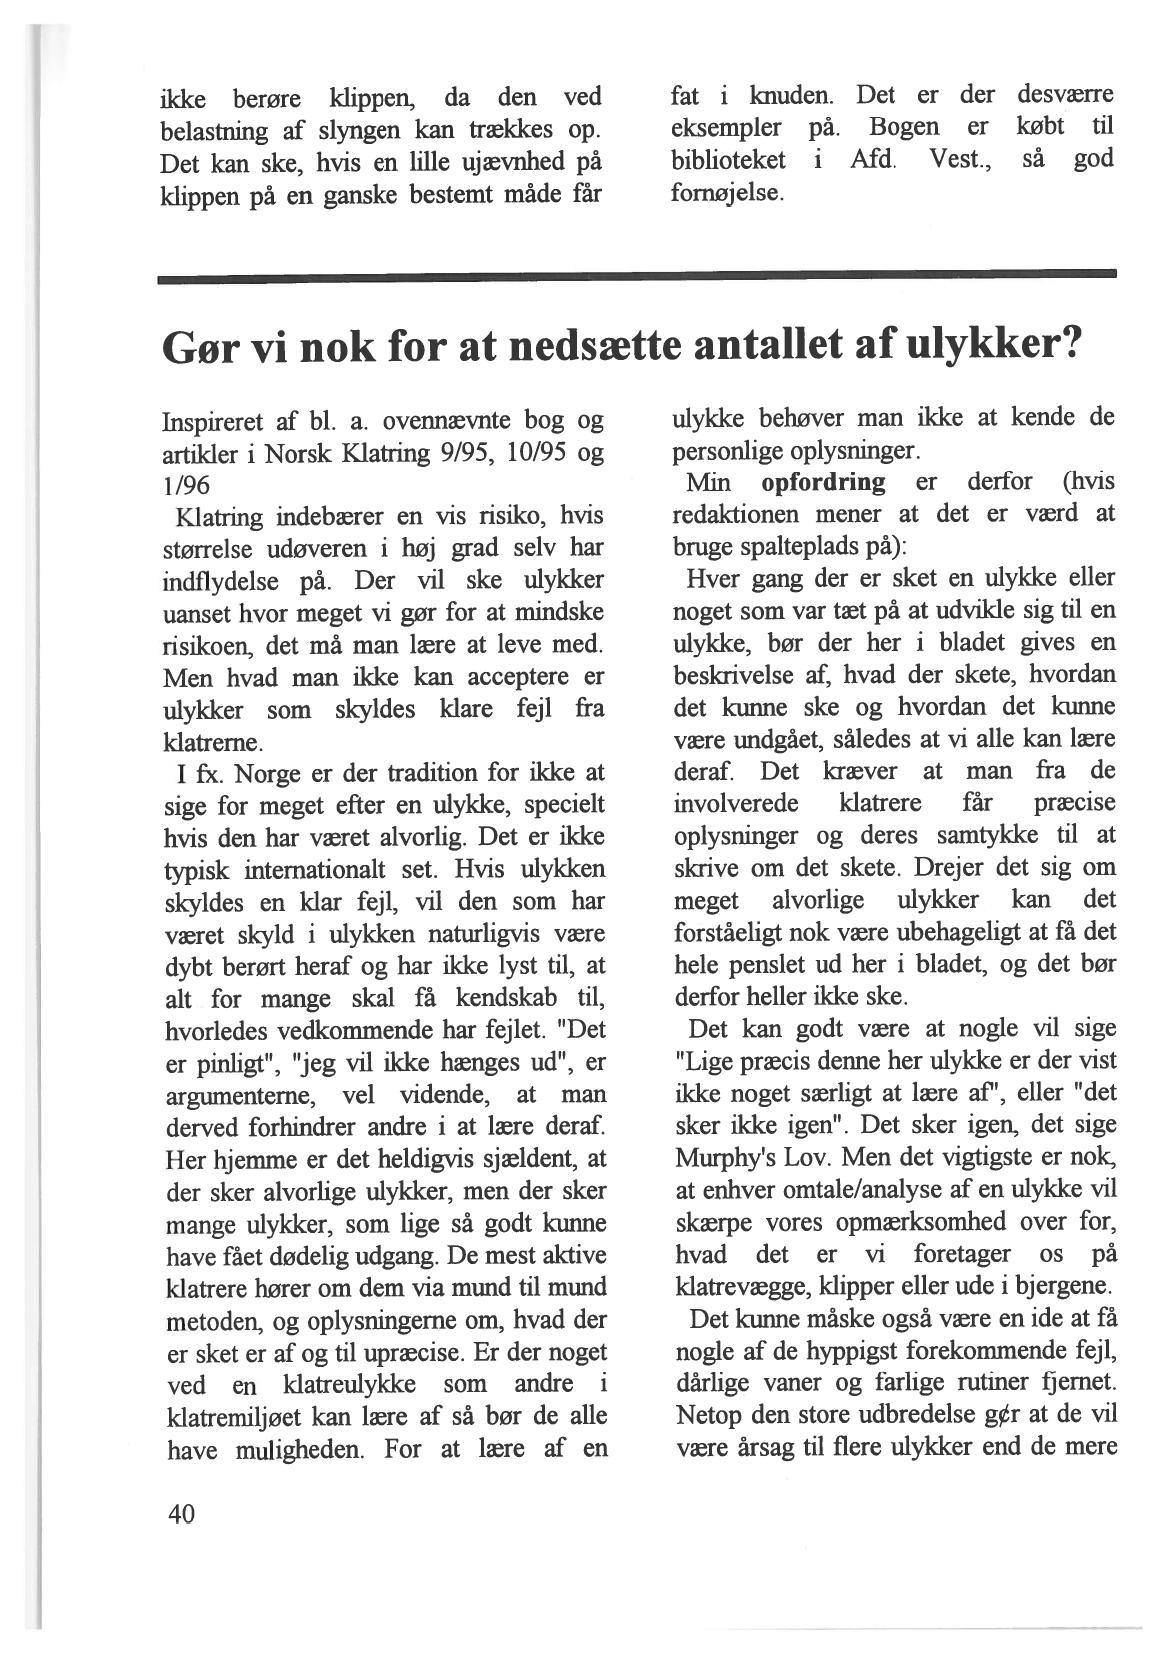 ikke berøre klippen, da den ved
belastning af slyngen kan trækkes op.
Det kan ske, hvis en lille ujævnhed på
klippen på en ganske bestemt måde får
fat i knuden. Det er der desværre
eksempler på. Bogen er købt til
biblioteket i Afd. Vest., så god
fornøjelse.
Gør vi nok for at nedsætte antallet af ulykker?
Inspireret af bl. a. ovennævnte bog og
artikler i Norsk Klatring 9/95, 10/95 og
1/96
Klatring indebærer en vis risiko, hvis
størrelse udøveren i høj grad selv har
indflydelse på. Der vil ske ulykker
uanset hvor meget vi gør for at mindske
risikoen, det må man lære at leve med.
Men hvad man ikke kan acceptere er
ulykker som skyldes klare fejl fra
klatrerne.
I fx. Norge er der tradition for ikke at
sige for meget efter en ulykke, specielt
hvis den har været alvorlig. Det er ikke
typisk internationalt set. Hvis ulykken
skyldes en klar fejl, vil den som har
været skyld i ulykken naturligvis være
dybt berørt heraf og har ikke lyst til, at
alt for mange skal få kendskab til,
hvorledes vedkommende har fejlet. "Det
er pinligt", "jeg vil ikke hænges ud", er
argumenterne, vel vidende, at man
derved forhindrer andre i at lære deraf.
Her hjemme er det heldigvis sjældent, at
der sker alvorlige ulykker, men der sker
mange ulykker, som lige så godt kunne
have fået dødelig udgang. De mest aktive
klatrere hører om dem via mund til mund
metoden, og oplysningerne om, hvad der
er sket er af og til upræcise. Er der noget
ved en klatreulykke som andre i
klatremiljøet kan lære af så bør de alle
have muligheden. For at lære af en
ulykke behøver man ikke at kende de
personlige oplysninger.
Min opfordring er derfor (hvis
redaktionen mener at det er værd at
bruge spalteplads på):
Hver gang der er sket en ulykke eller
noget som var tæt på at udvikle sig til en
ulykke, bør der her i bladet gives en
beskrivelse af, hvad der skete, hvordan
det kunne ske og hvordan det kunne
være undgået, således at vi alle kan lære
deraf. Det kræver at man fra de
involverede klatrere får præcise
oplysninger og deres samtykke til at
skrive om det skete. Drejer det sig om
meget alvorlige ulykker kan det
forståeligt nok være ubehageligt at få det
hele penslet ud her i bladet, og det bør
derfor heller ikke ske.
Det kan godt være at nogle vil sige
"Lige præcis denne her ulykke er der vist
ikke noget særligt at lære af", eller "det
sker ikke igen". Det sker igen, det sige
Murphy's Lov. Men det vigtigste er nok,
at enhver omtale/analyse af en ulykke vil
skærpe vores opmærksomhed over for,
hvad det er vi foretager os på
klatrevægge, klipper eller ude i bjergene.
Det kunne måske også være en ide at få
nogle af de hyppigst forekommende fejl,
dårlige vaner og farlige rutiner fjernet.
Netop den store udbredelse gør at de vil
være årsag til flere ulykker end de mere
40